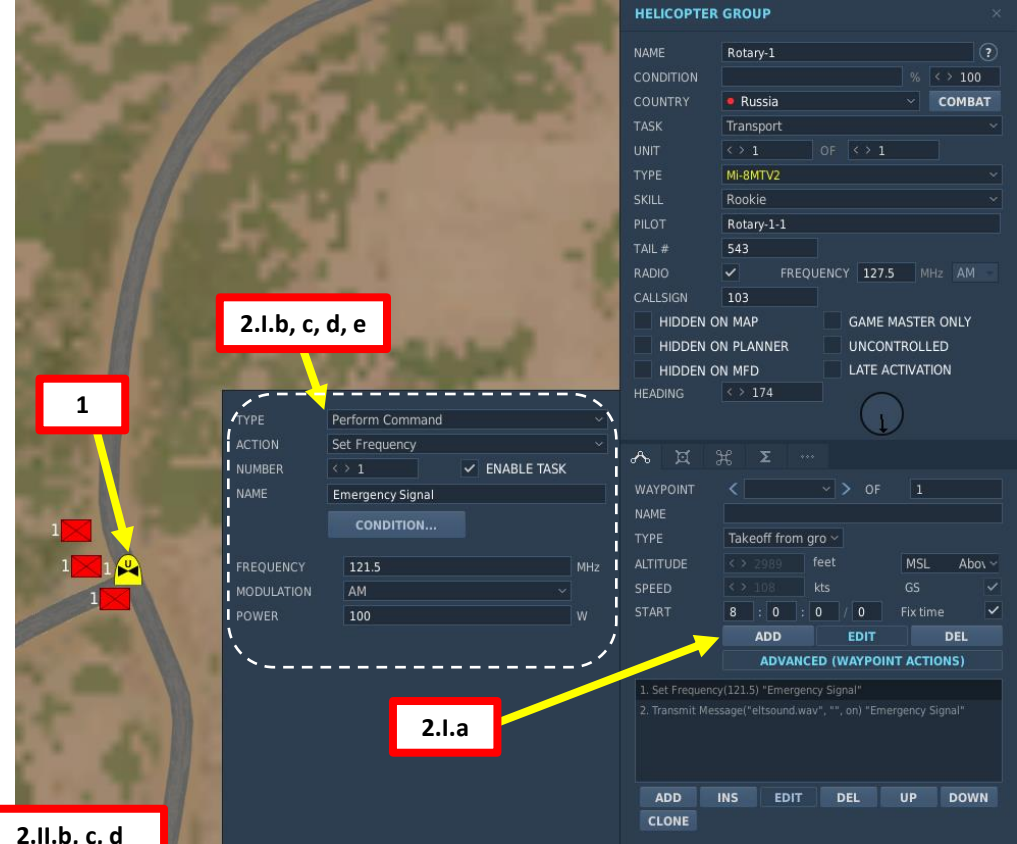 HELICOPTER GROUP
NAME Rotary-1 ?
CONDITION % < > 100
COUNTRY Russia COMBAT
TASK Transport
UNIT < > 1 OF < > 1
TYPE Mi-8MTV2
SKILL Rookie
PILOT Rotary-1-1
TAIL # 543
RADIO FREQUENCY 127.5 MHz AM
CALLSIGN 103
HIDDEN ON MAP GAME MASTER ONLY
HIDDEN ON PLANNER UNCONTROLLED
HIDDEN ON MFD LATE ACTIVATION
HEADING < > 174
2.I.b, c, d, e
1
TYPE Perform Command
ACTION Set Frequency
NUMBER < > 1 ENABLE TASK
NAME Emergency Signal
CONDITION...
FREQUENCY 121.5 MHz
MODULATION AM
POWER 100 W
1
1 1 U
1
WAYPOINT < > OF 1
NAME
TYPE Takeoff from gro
ALTITUDE < > 2989 feet MSL Abov
SPEED < > 108 kts GS
START 8 : 0 : 0 / 0 Fix time
ADD EDIT DEL
ADVANCED (WAYPOINT ACTIONS)
1. Set Frequency(121.5) "Emergency Signal"
2. Transmit Message("eltsound.wav", "", on) "Emergency Signal"
2.I.a
ADD INS EDIT DEL UP DOWN
CLONE
2.II.b, c, d